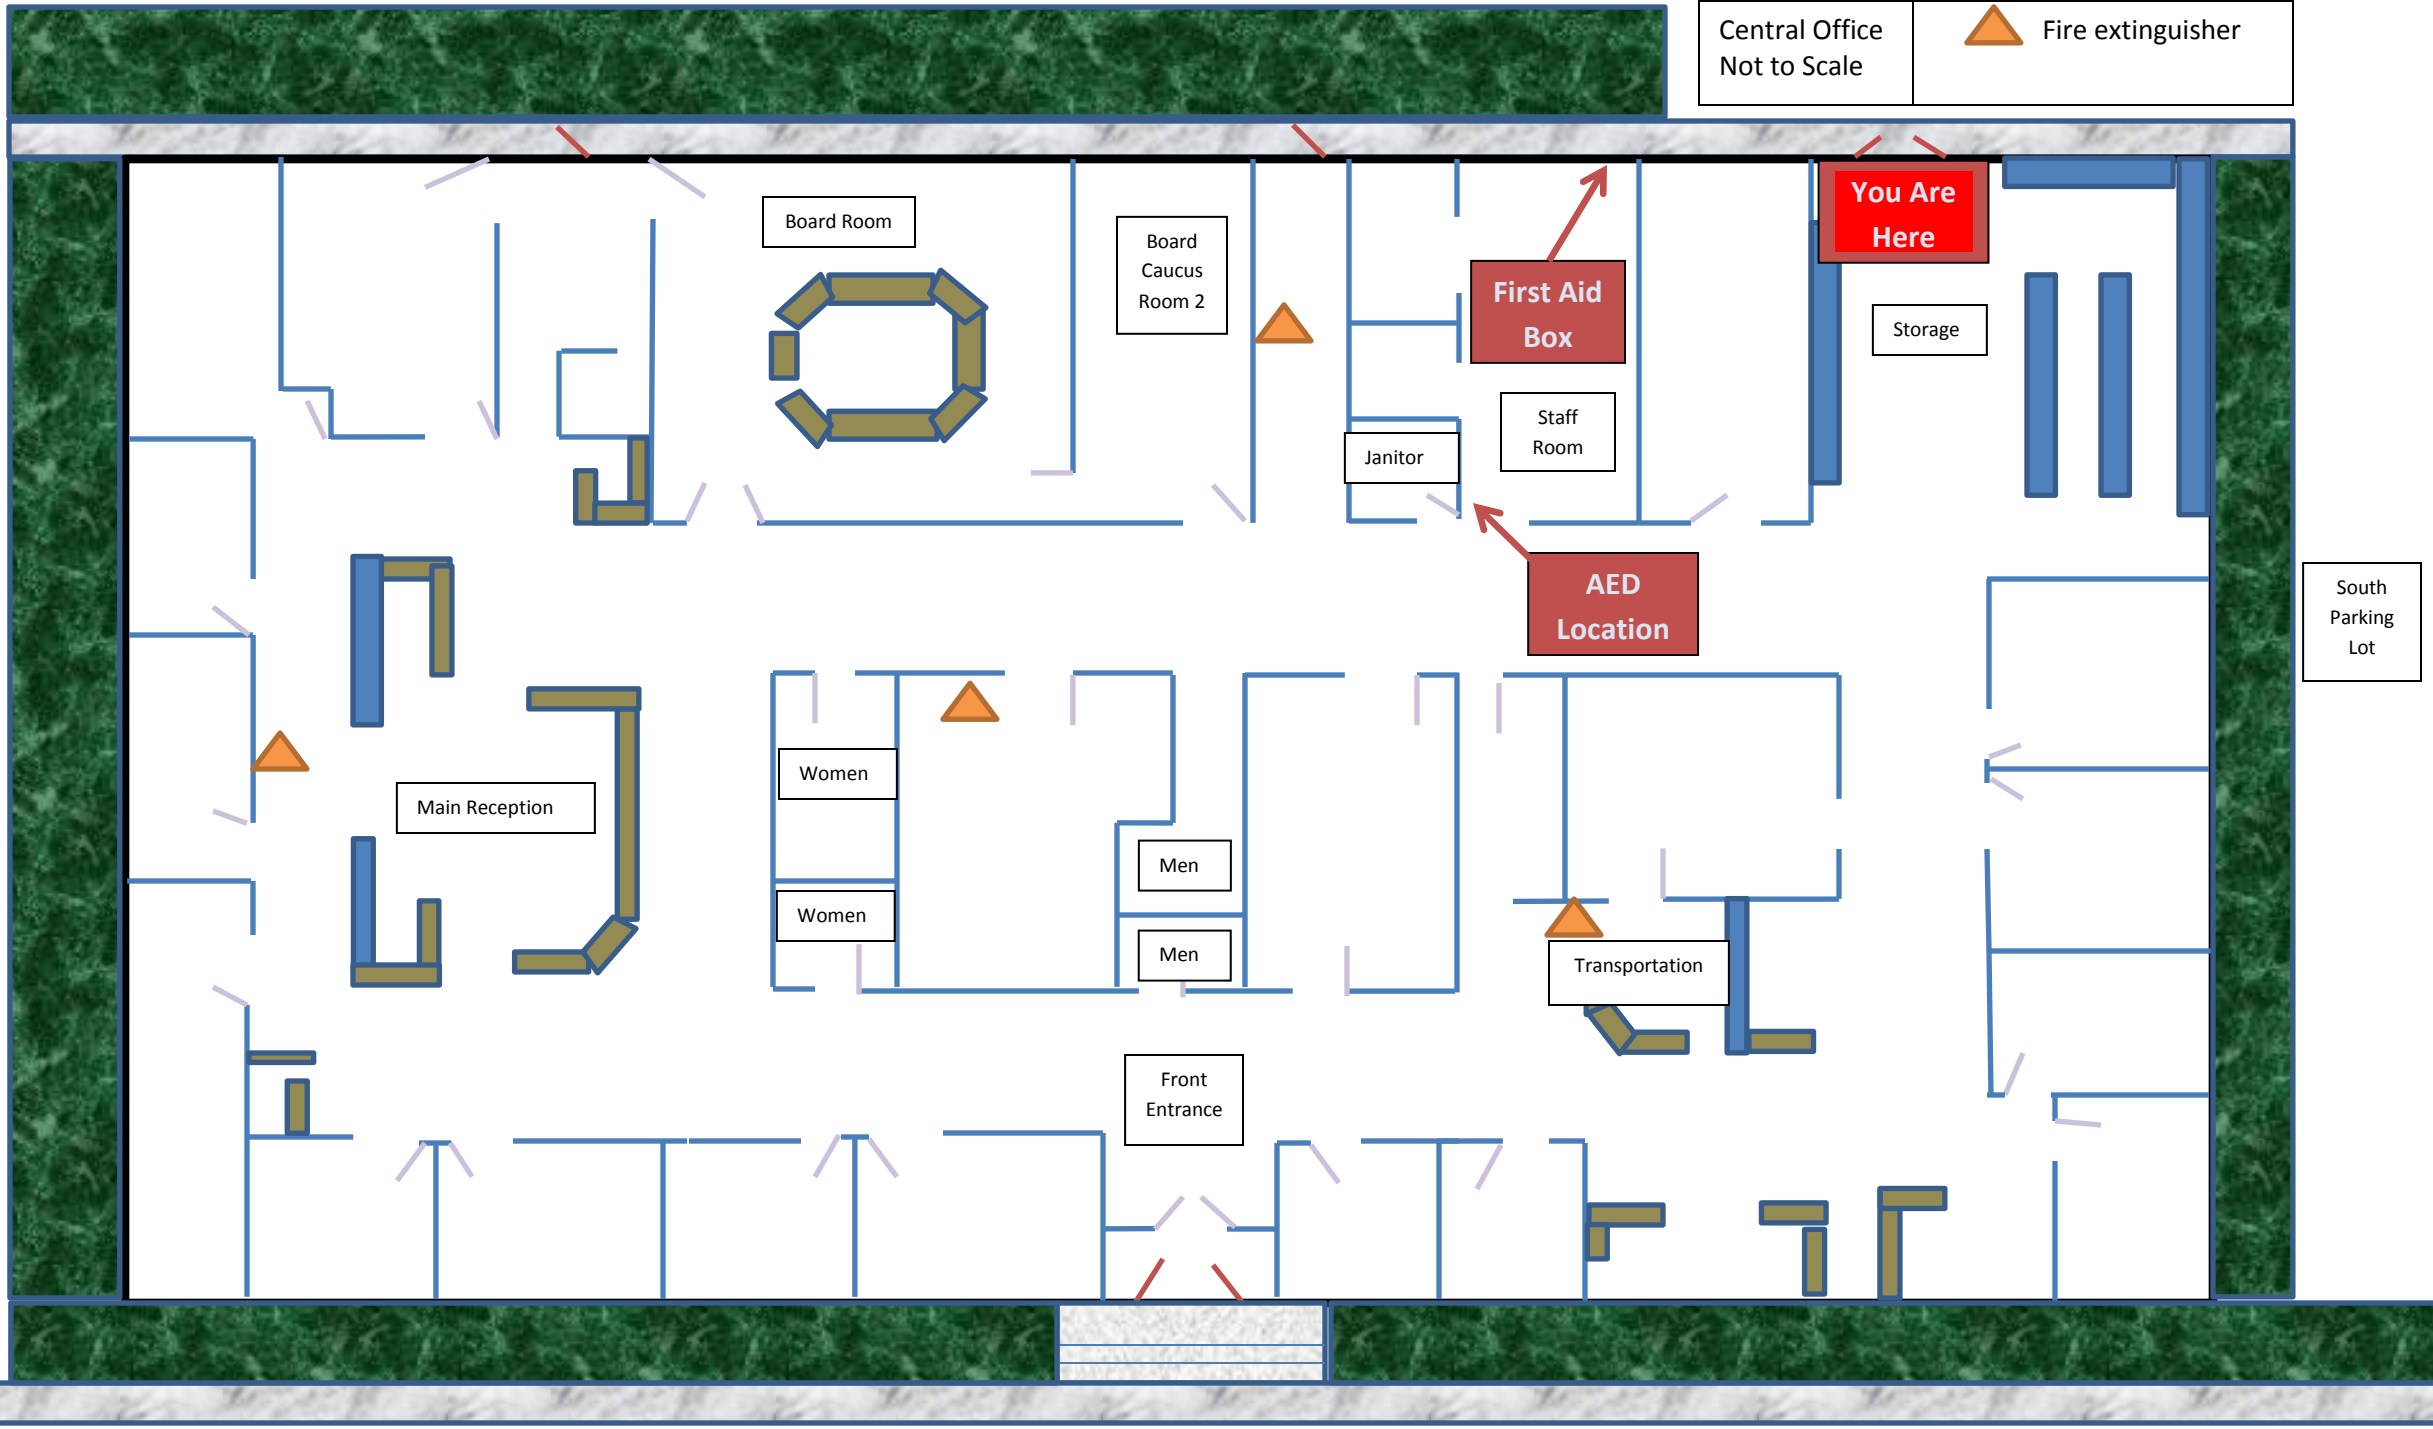 Central Office
Not to Scale
Fire extinguisher
You Are
Here
Board Room
Board
Caucus
Room 2
First Aid
Box
Storage
Staff
Room
Janitor
AED
Location
South
Parking
Lot
Women
Main Reception
Men
Women
Men
Transportation
Front
Entrance